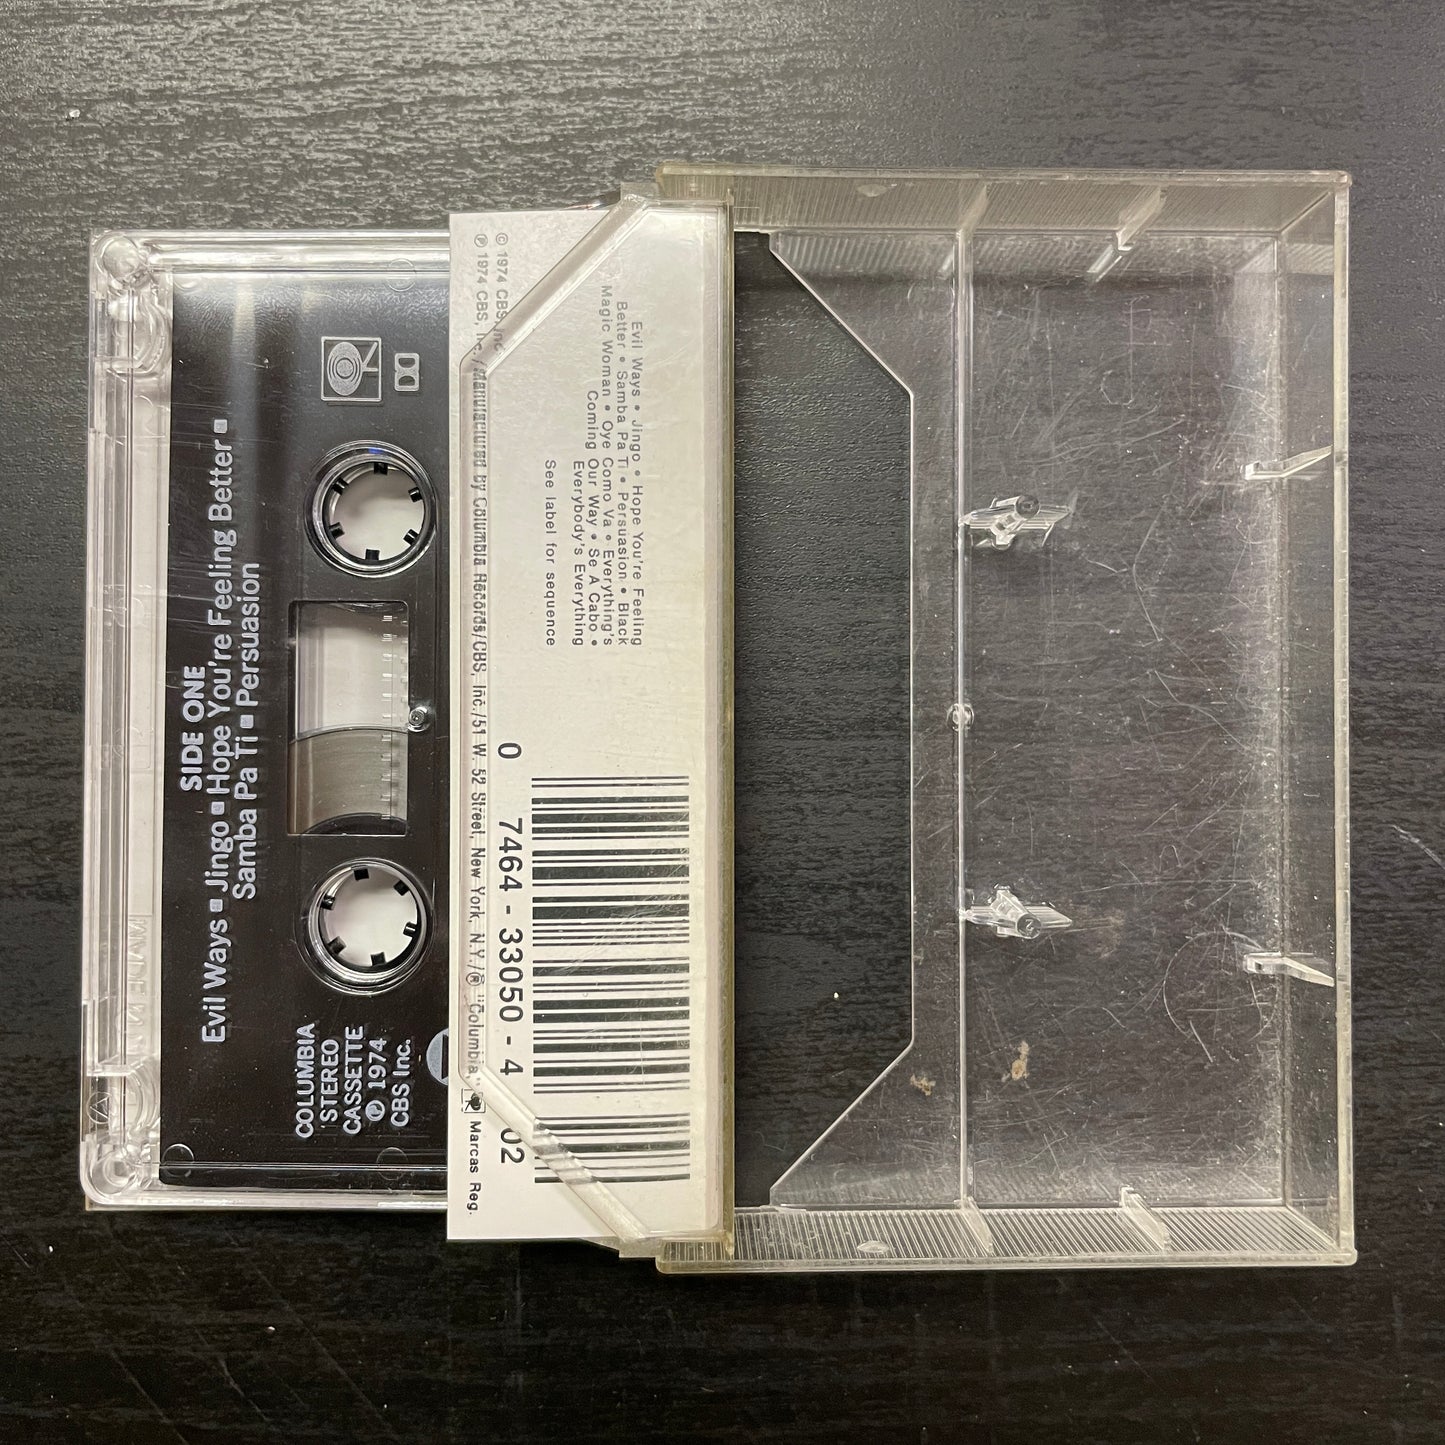 SIDE ONE
Evil Ways ■ Jingo ■ Hope You're Feeling Better ■
Samba Pa Ti ■ Persuasion
COLUMBIA
STEREO
CASSETTE
℗ 1974
CBS Inc.
Evil Ways • Jingo • Hope You're Feeling
Better • Samba Pa Ti • Persuasion • Black
Magic Woman • Oye Como Va • Everything's
Coming Our Way • Se A Cabo •
Everybody's Everything
See label for sequence
0 7464-33050-4 02
© 1974 CBS, Inc.
℗ 1974 CBS, Inc./Manufactured by Columbia Records/CBS, Inc./51 W. 52 Street, New York, N.Y./® "Columbia," Marcas Reg.